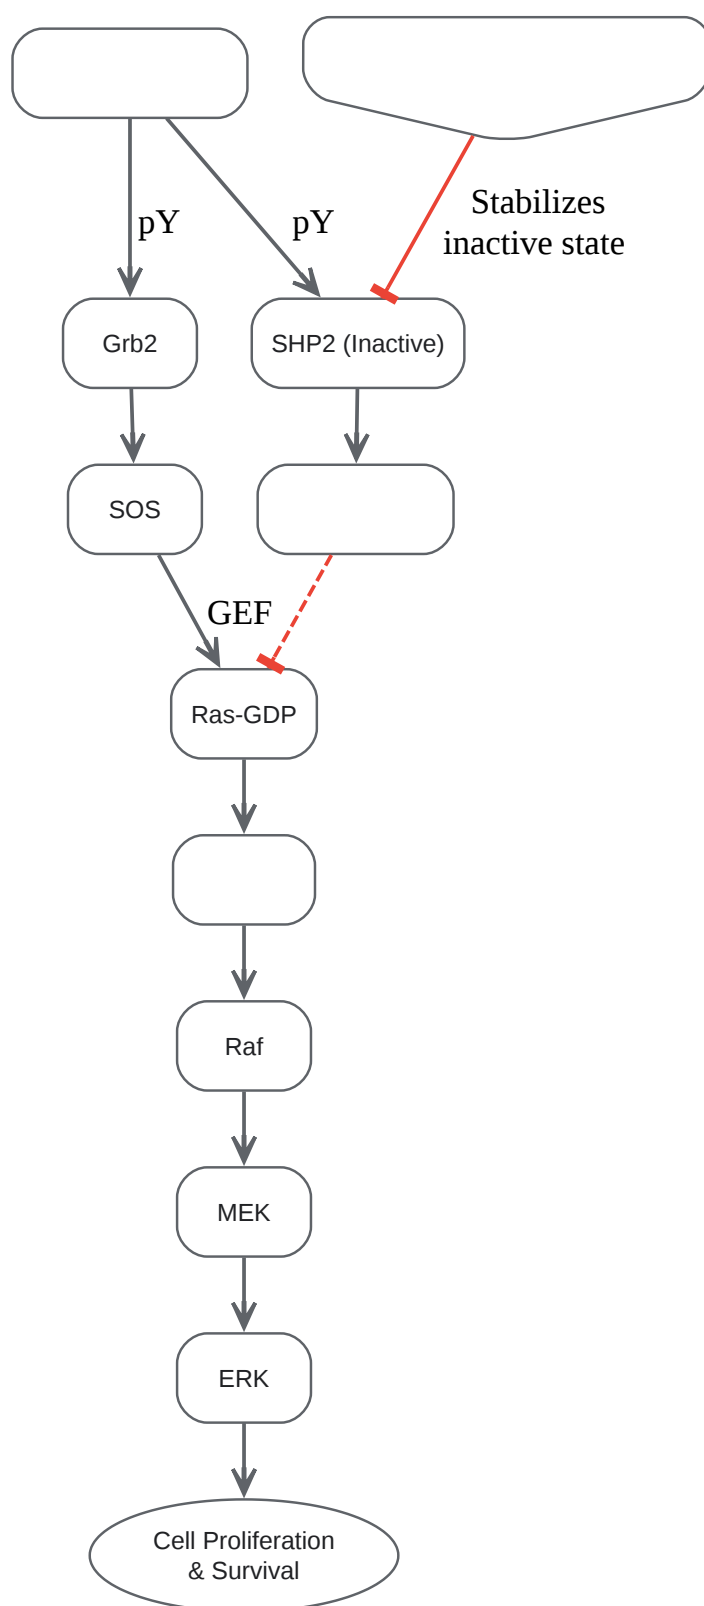 pY
pY
Stabilizes
inactive state
Grb2
SHP2 (Inactive)
SOS
GEF
Ras-GDP
Raf
MEK
ERK
Cell Proliferation
& Survival